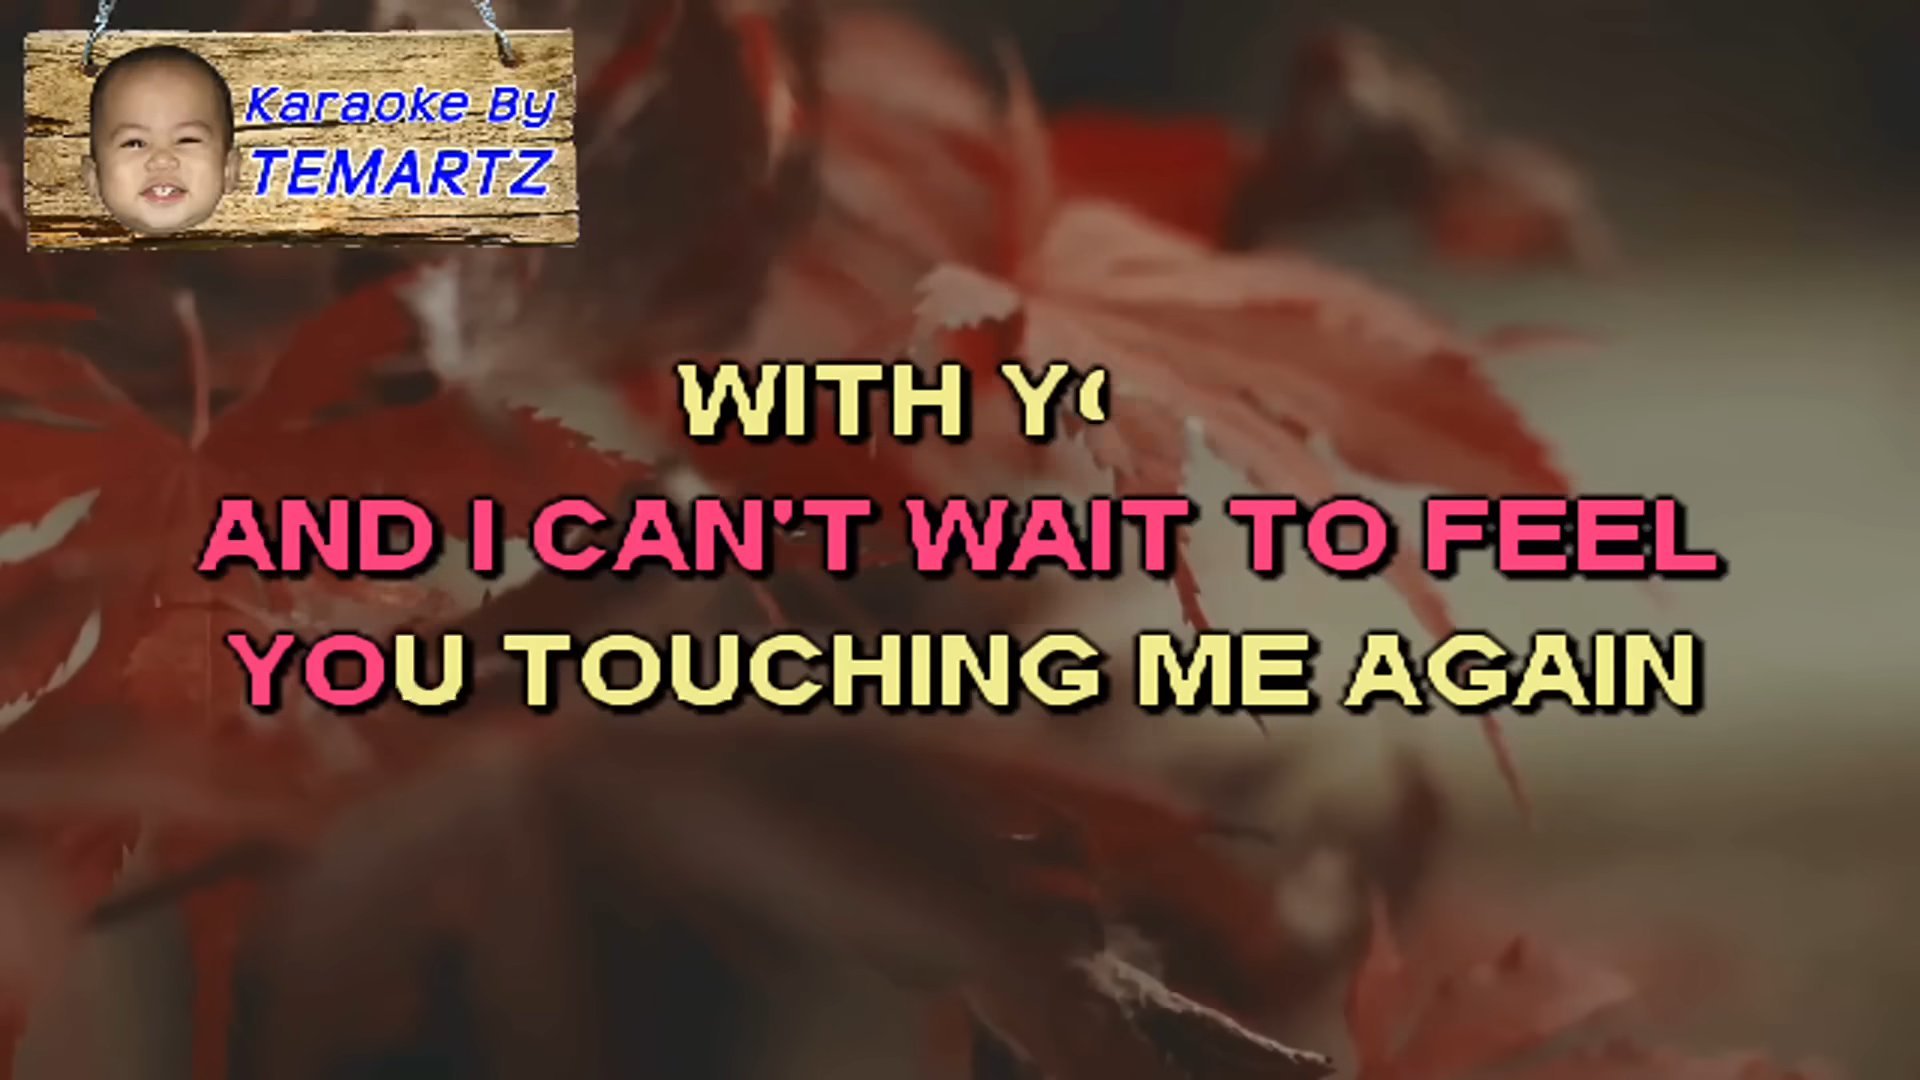 Karaoke By
TEMARTZ
WITH Y
AND I CAN'T WAIT TO FEEL
YOU TOUCHING ME AGAIN